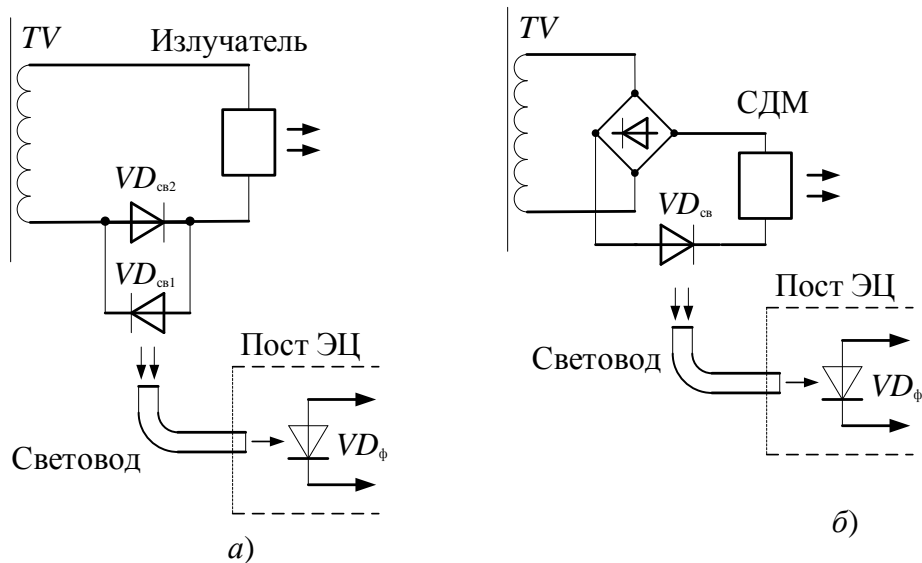 TV
Излучатель
VDсв2
VDсв1
Пост ЭЦ
Световод
VDф
а)
TV
СДМ
VDсв
Пост ЭЦ
Световод
VDф
б)